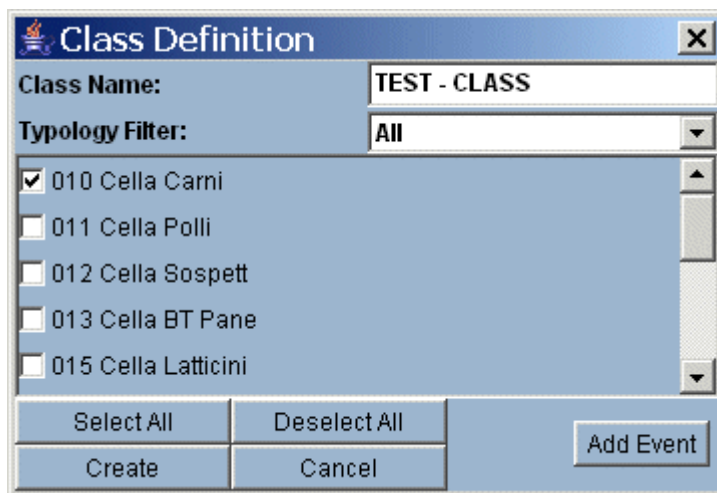 Class Definition
Class Name: TEST - CLASS
Typology Filter: All
010 Cella Carni
011 Cella Polli
012 Cella Sospett
013 Cella BT Pane
015 Cella Latticini
Select All Deselect All
Add Event
Create Cancel